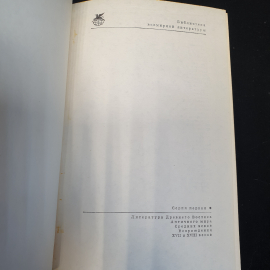 Библиотека
всемирной литературы
Серия первая
Литература Древнего Востока
Античного мира
Средних веков
Возрождения
XVII и XVIII веков